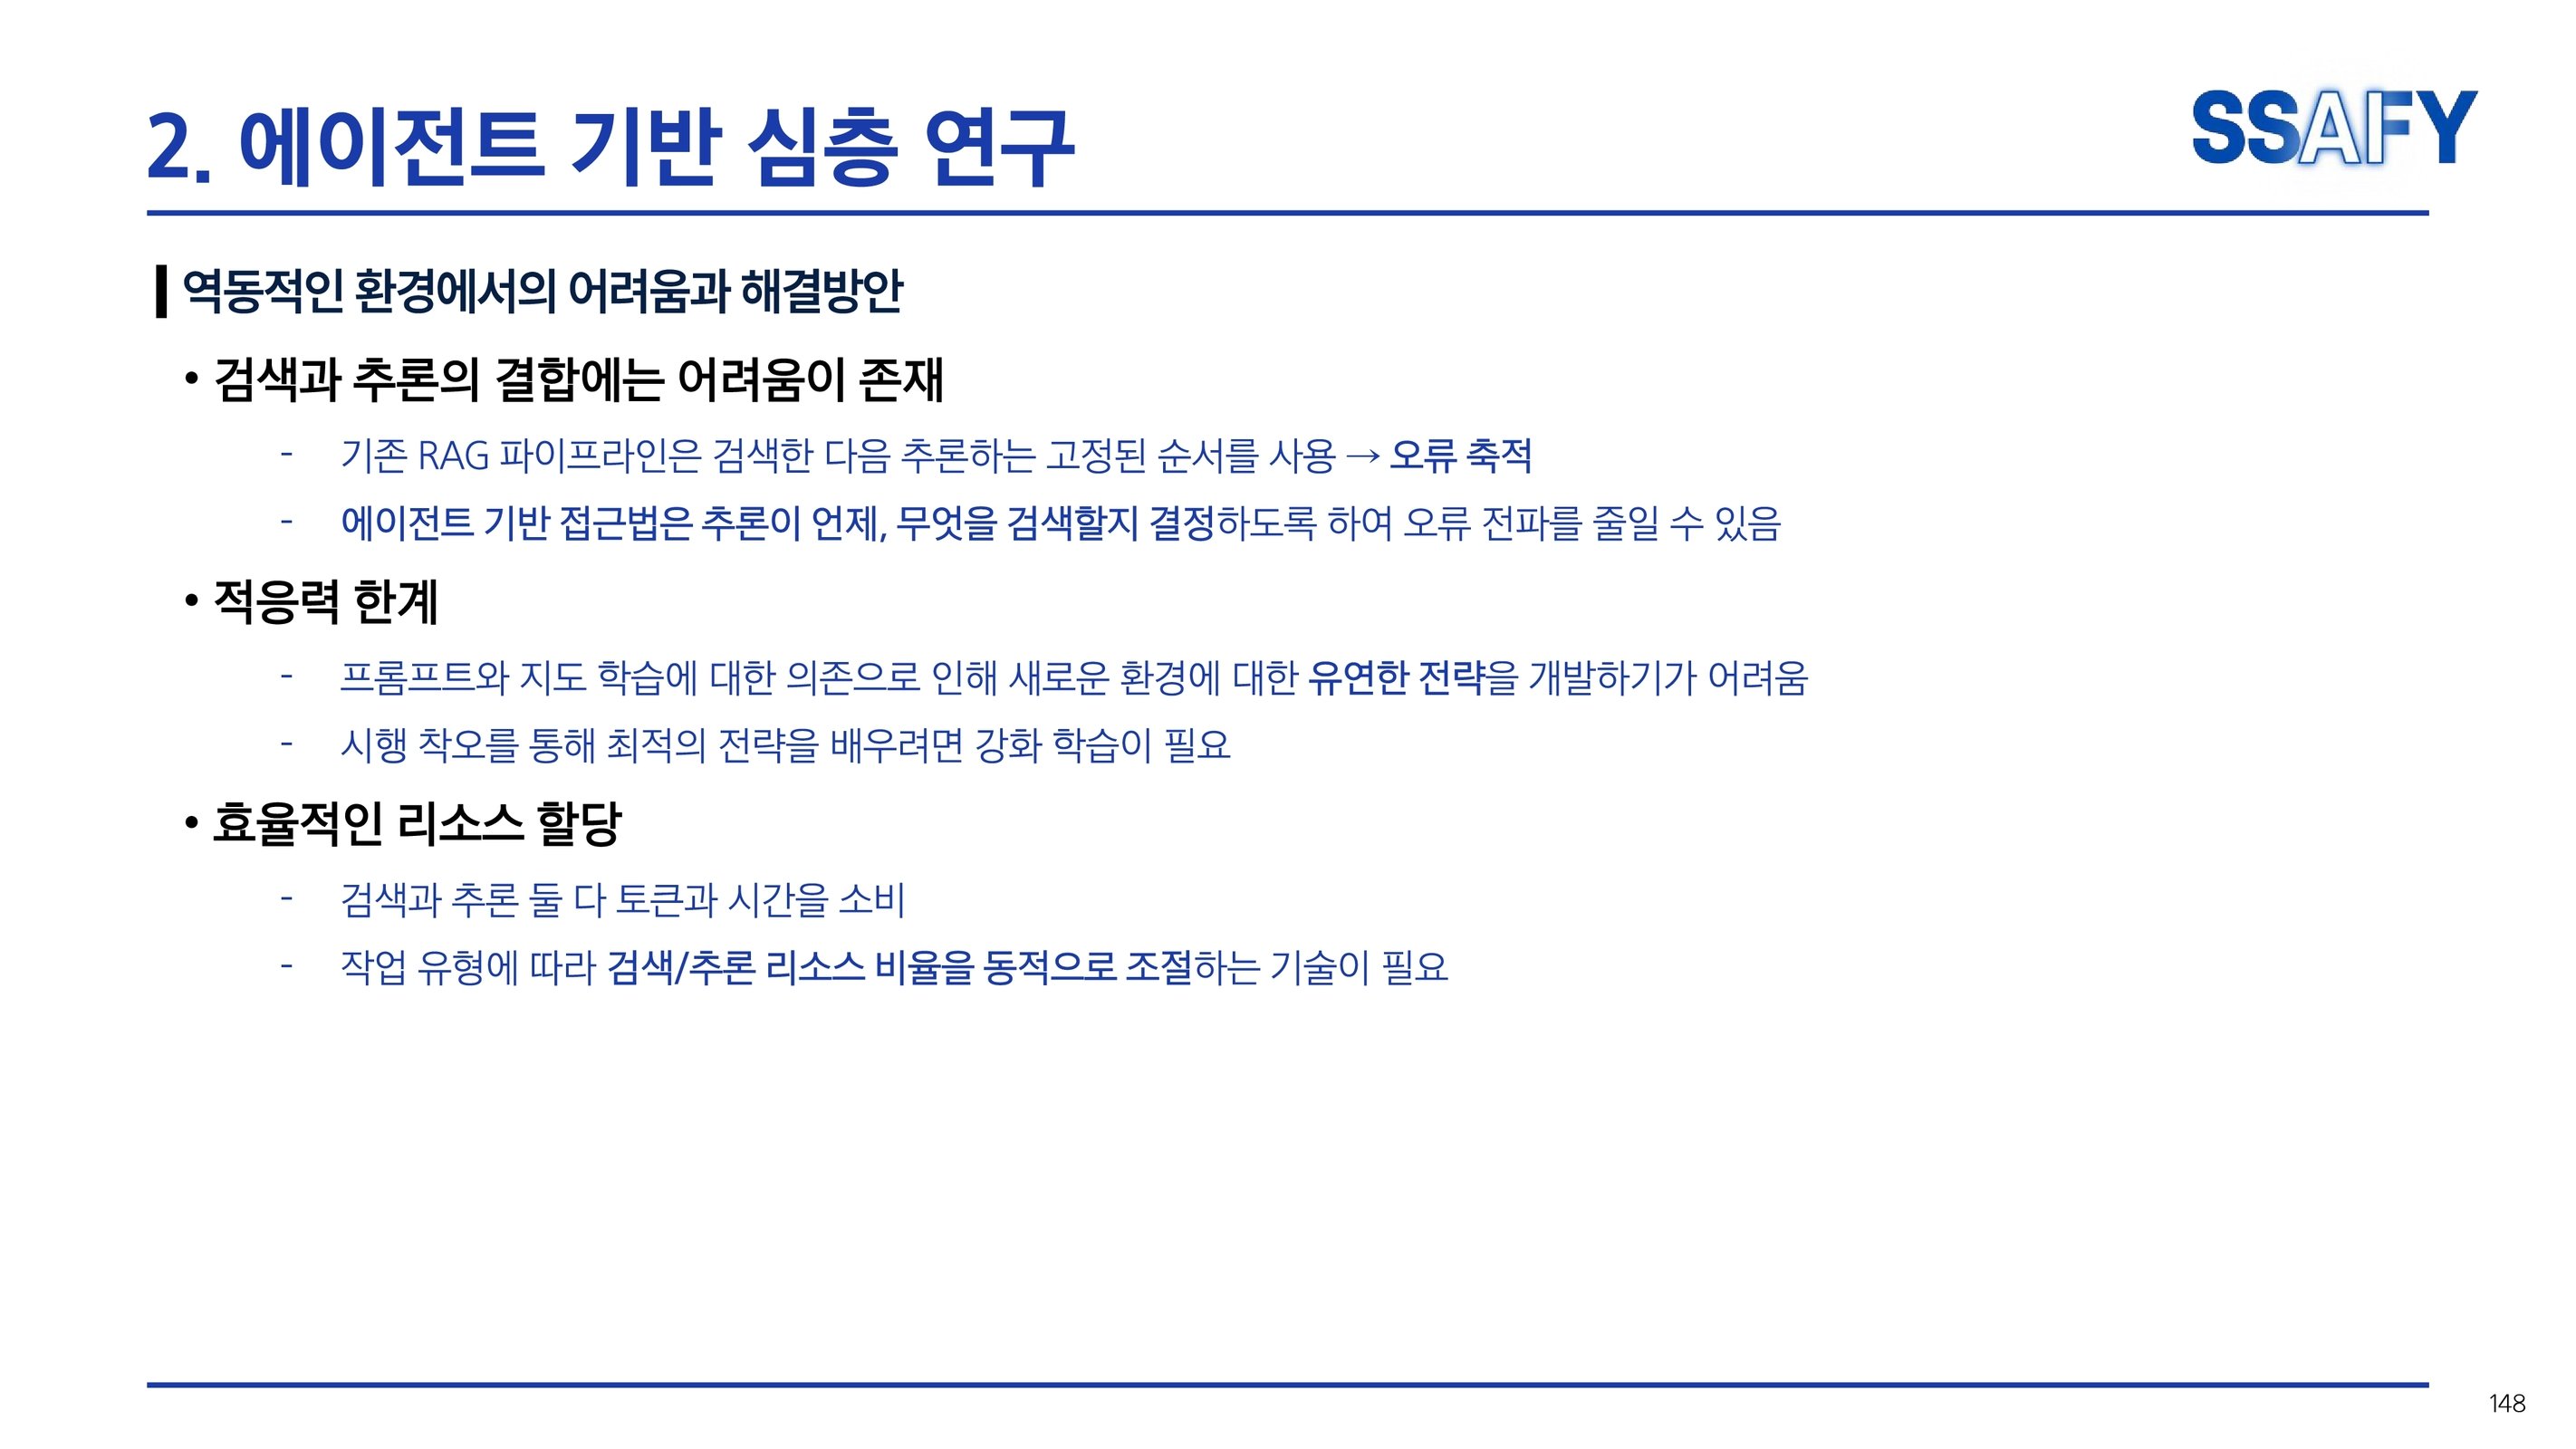 2. 에이전트 기반 심층 연구
SSAFY
역동적인 환경에서의 어려움과 해결방안
• 검색과 추론의 결합에는 어려움이 존재
- 기존 RAG 파이프라인은 검색한 다음 추론하는 고정된 순서를 사용 → 오류 축적
- 에이전트 기반 접근법은 추론이 언제, 무엇을 검색할지 결정하도록 하여 오류 전파를 줄일 수 있음
• 적응력 한계
- 프롬프트와 지도 학습에 대한 의존으로 인해 새로운 환경에 대한 유연한 전략을 개발하기가 어려움
- 시행 착오를 통해 최적의 전략을 배우려면 강화 학습이 필요
• 효율적인 리소스 할당
- 검색과 추론 둘 다 토큰과 시간을 소비
- 작업 유형에 따라 검색/추론 리소스 비율을 동적으로 조절하는 기술이 필요
148